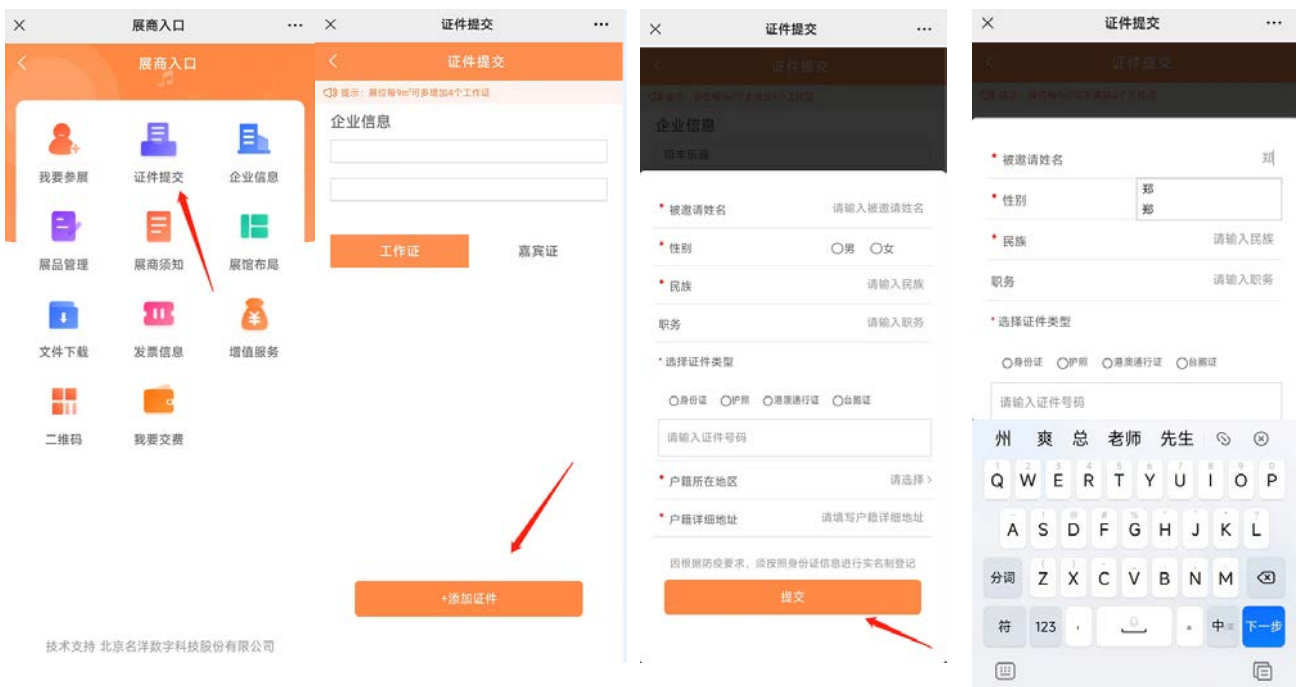 展商入口
展商入口
我要参展 证件提交 企业信息
展品管理 展商须知 展馆布局
文件下载 发票信息 增值服务
二维码 我要交费
技术支持 北京名洋数字科技股份有限公司
证件提交
证件提交
提示：展位每9m²可多增加4个工作证
企业信息
工作证 嘉宾证
+添加证件
证件提交
证件提交
企业信息
* 被邀请姓名 请输入被邀请姓名
* 性别 男 女
* 民族 请输入民族
职务 请输入职务
* 选择证件类型
身份证 护照 港澳通行证 台胞证
请输入证件号码
* 户籍所在地区 请选择 >
* 户籍详细地址 请填写户籍详细地址
因根据防疫要求，须按照身份证信息进行实名制登记
提交
证件提交
证件提交
* 被邀请姓名 郑
郑
郑
* 性别
* 民族 请输入民族
职务 请输入职务
* 选择证件类型
身份证 护照 港澳通行证 台胞证
请输入证件号码
州 爽 总 老师 先生
Q W E R T Y U I O P
A S D F G H J K L
分词 Z X C V B N M
符 123 ， 。 中 下一步